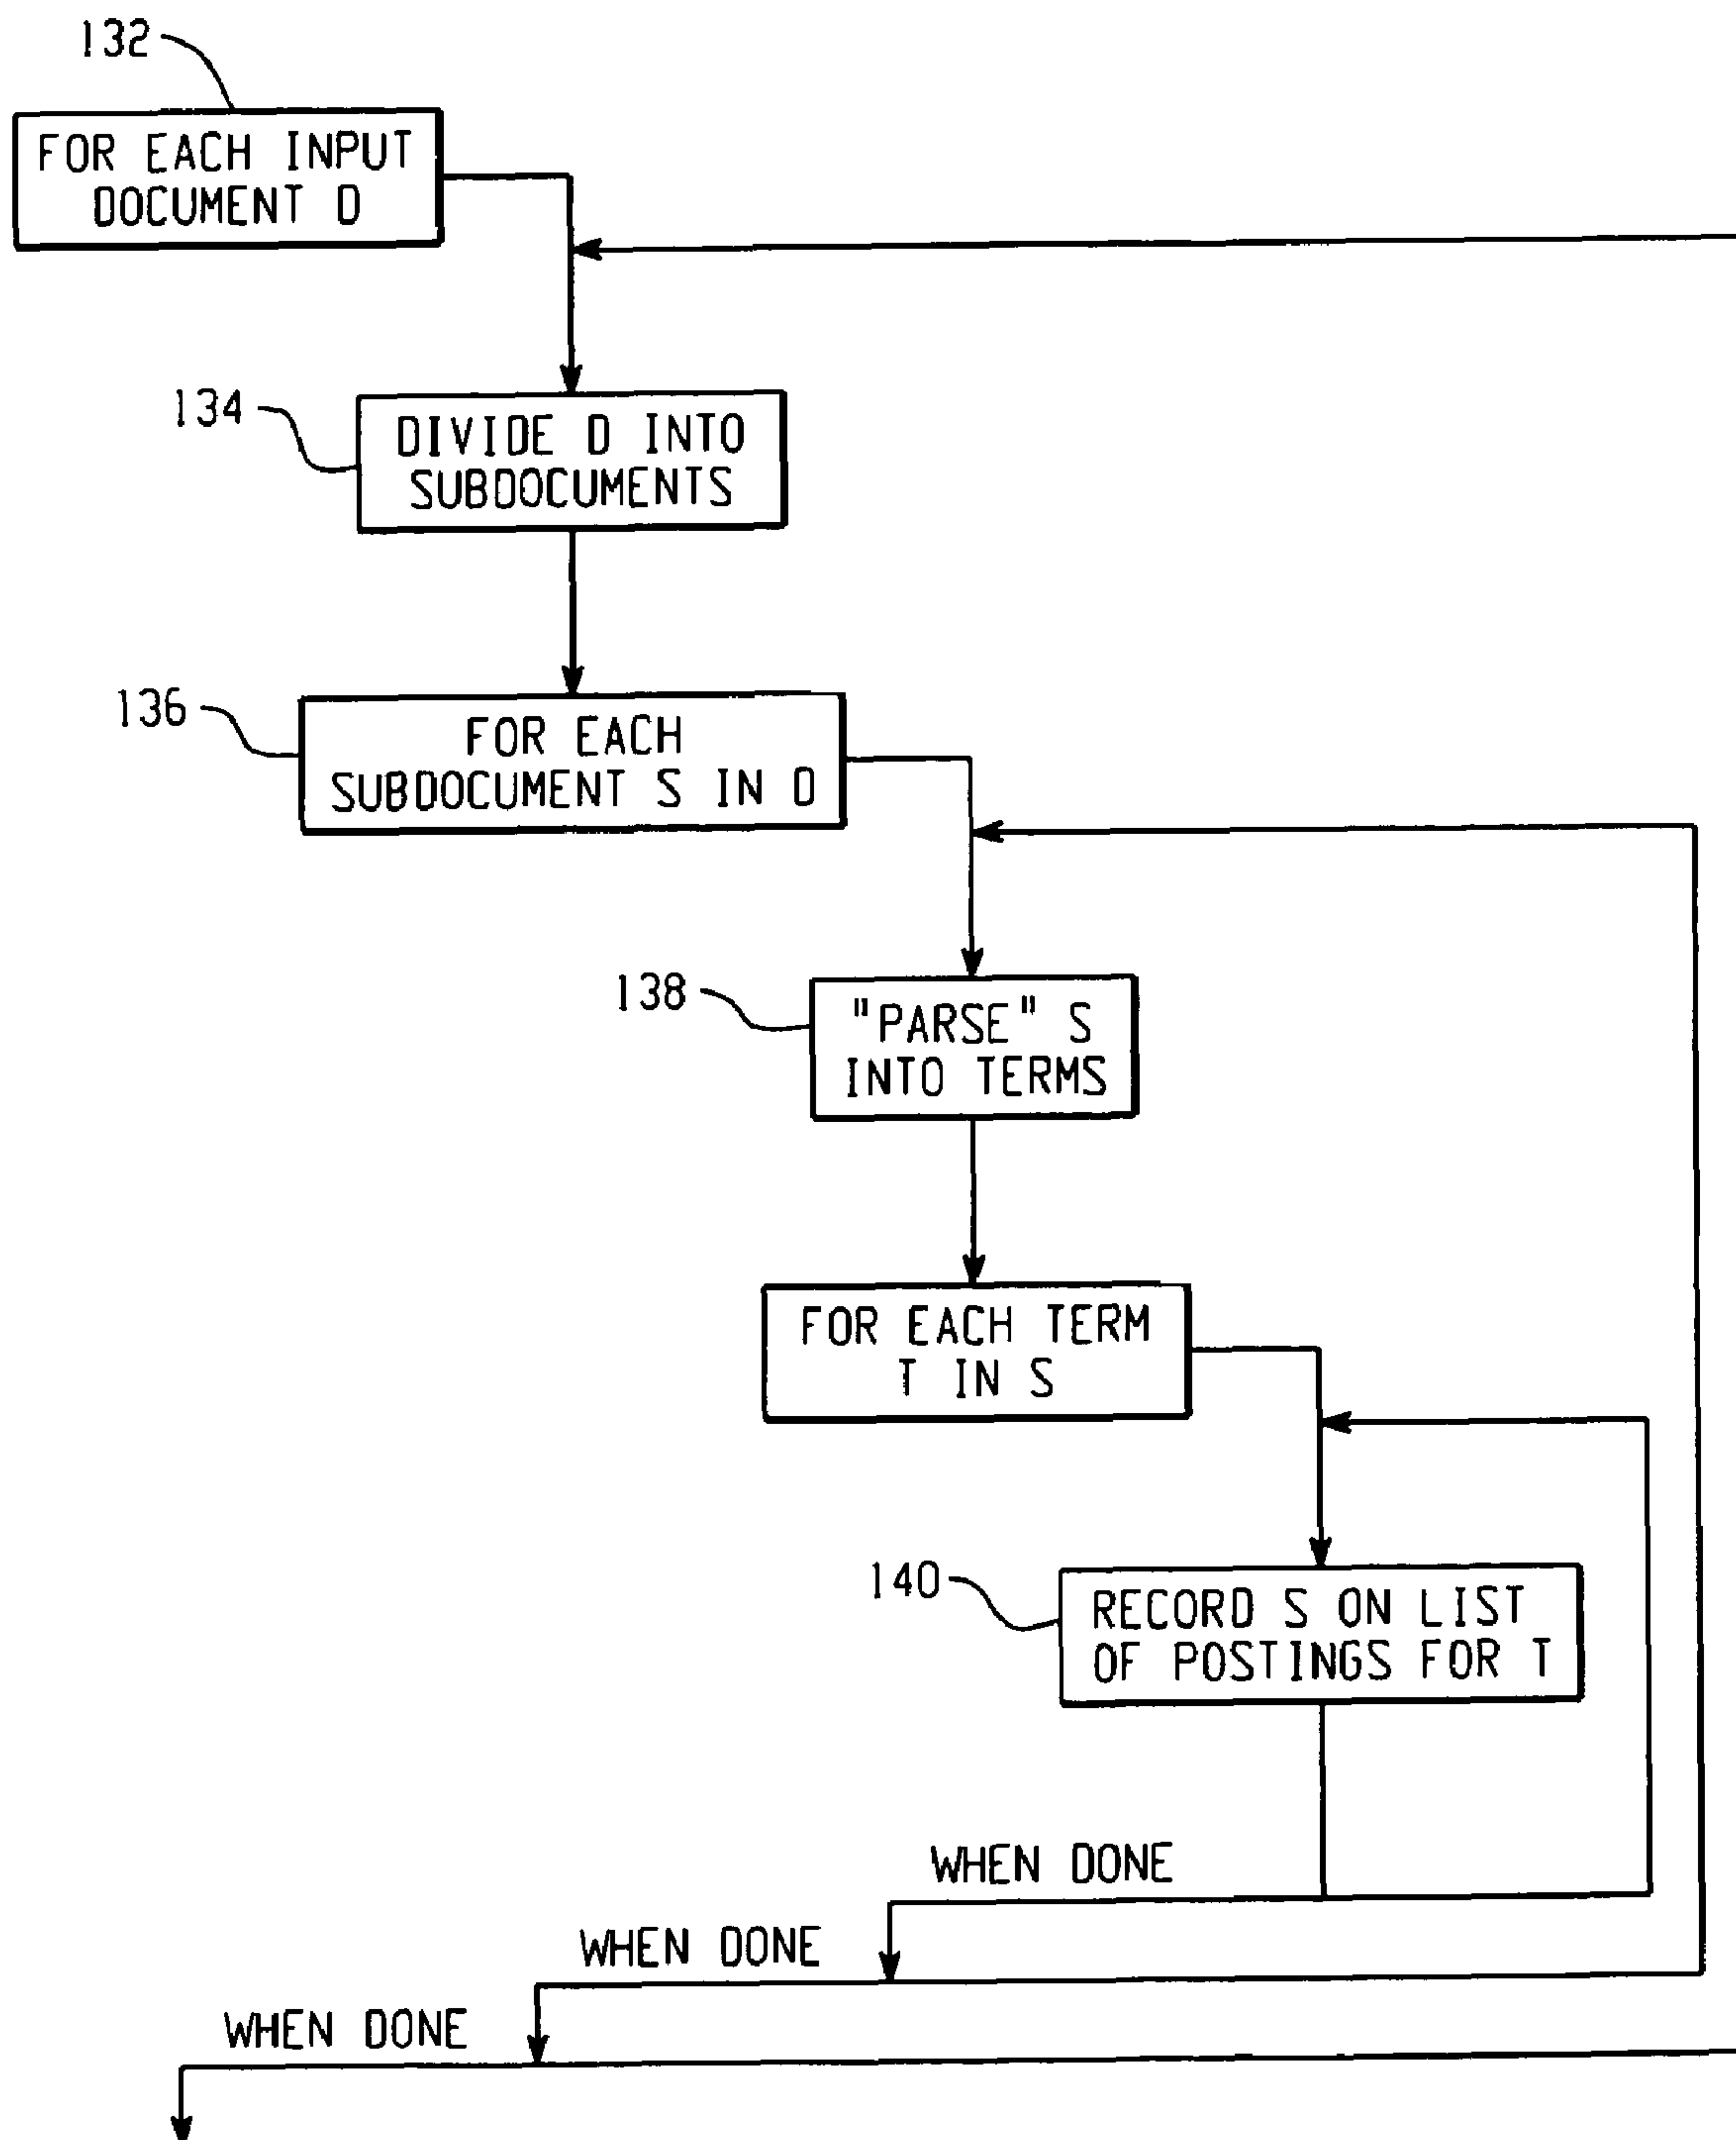 132
FOR EACH INPUT
DOCUMENT D
134
DIVIDE D INTO
SUBDOCUMENTS
136
FOR EACH
SUBDOCUMENT S IN D
138
"PARSE" S
INTO TERMS
FOR EACH TERM
T IN S
140
RECORD S ON LIST
OF POSTINGS FOR T
WHEN DONE
WHEN DONE
WHEN DONE